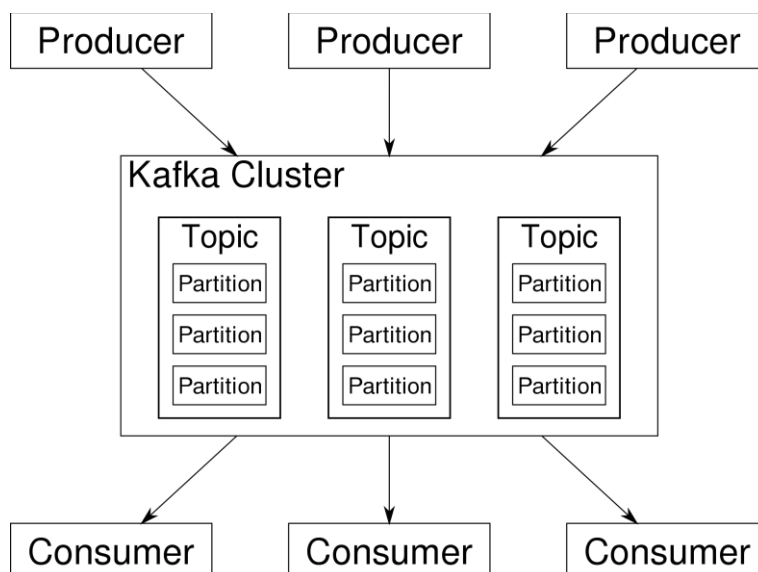 Producer
Producer
Producer
Kafka Cluster
Topic
Topic
Topic
Partition
Partition
Partition
Partition
Partition
Partition
Partition
Partition
Partition
Consumer
Consumer
Consumer